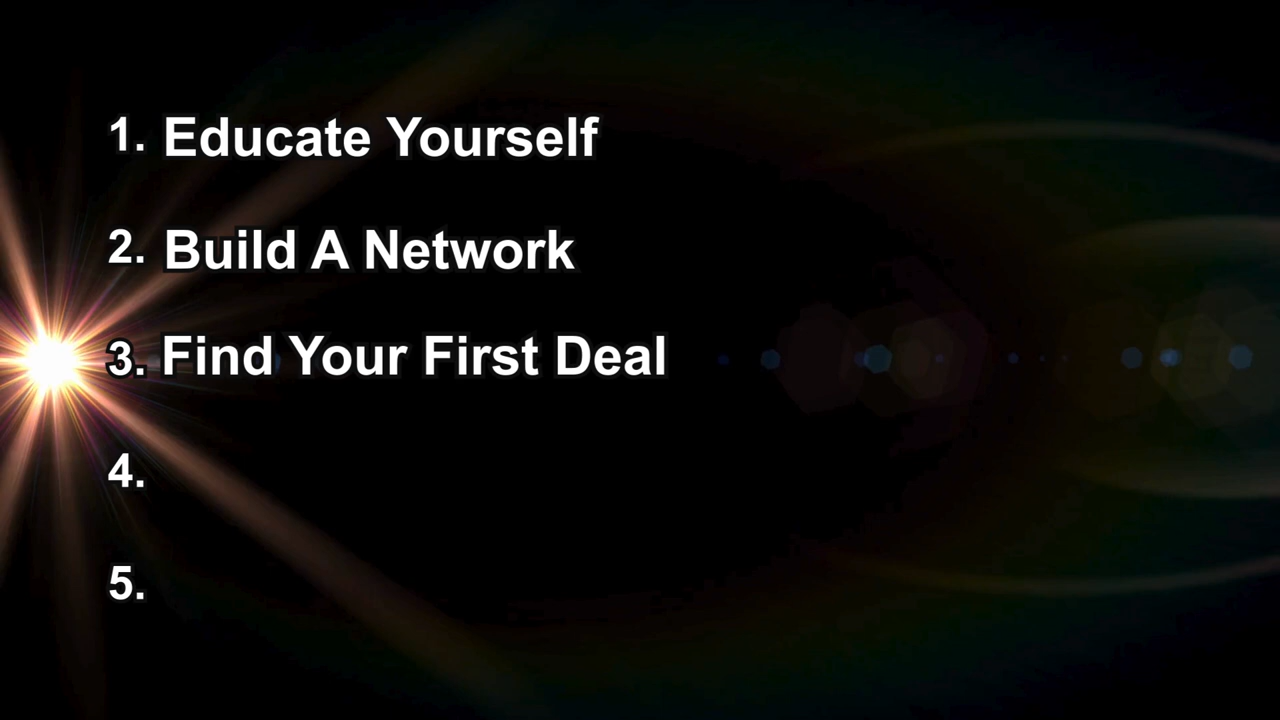 1. Educate Yourself
2. Build A Network
3. Find Your First Deal
4.
5.